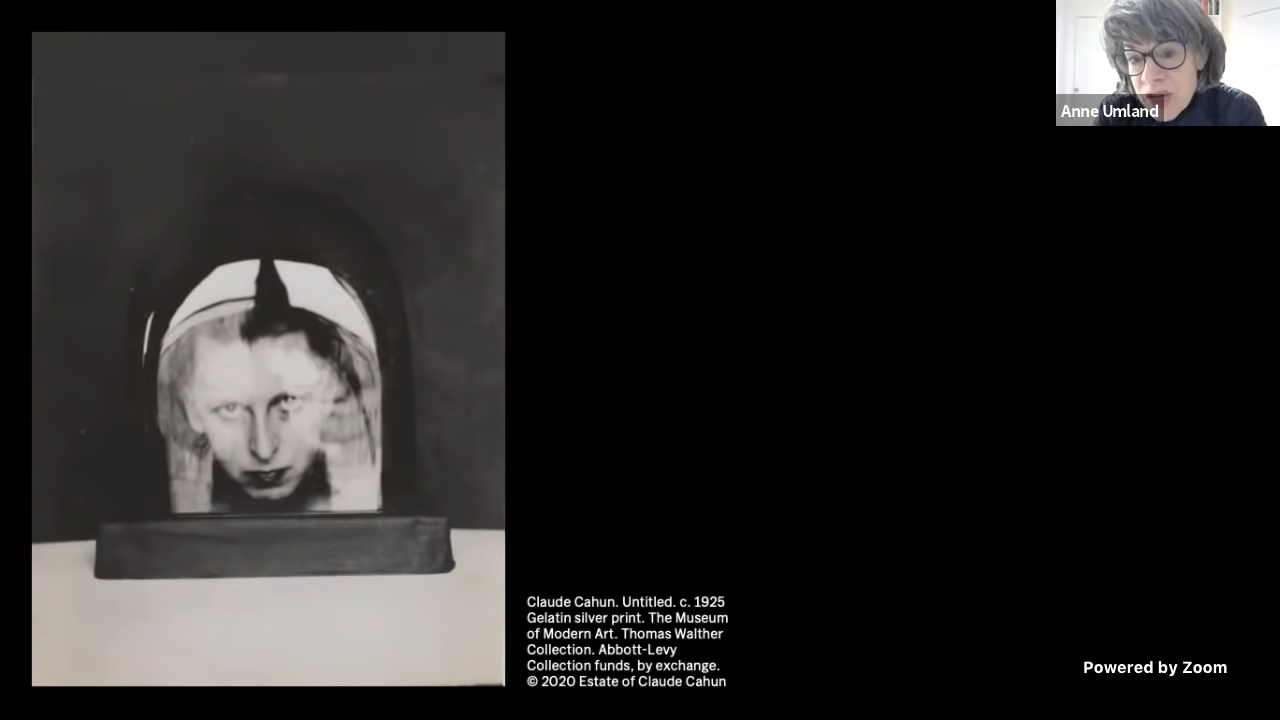 Anne Umland
Claude Cahun. Untitled. c. 1925
Gelatin silver print. The Museum
of Modern Art. Thomas Walther
Collection. Abbott-Levy
Collection funds, by exchange.
© 2020 Estate of Claude Cahun
Powered by Zoom